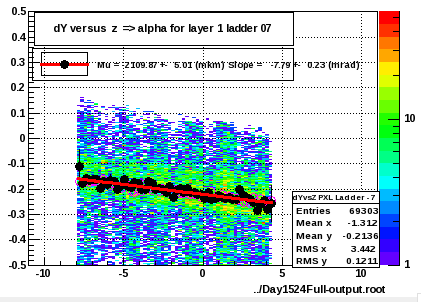 dY versus z => alpha for layer 1 ladder 07
Mu = -2109.87 +- 5.01 (mkm) Slope = -7.79 +- 0.23 (mrad)
0.5
0.4
0.3
0.2
0.1
0
-0.1
-0.2
-0.3
-0.4
-0.5
-10
-5
0
5
10
10
1
dYvsZPXL Ladder - 7
Entries 69303
Mean x -1.312
Mean y -0.2136
RMS x 3.442
RMS y 0.1211
../Day1524Full-output.root